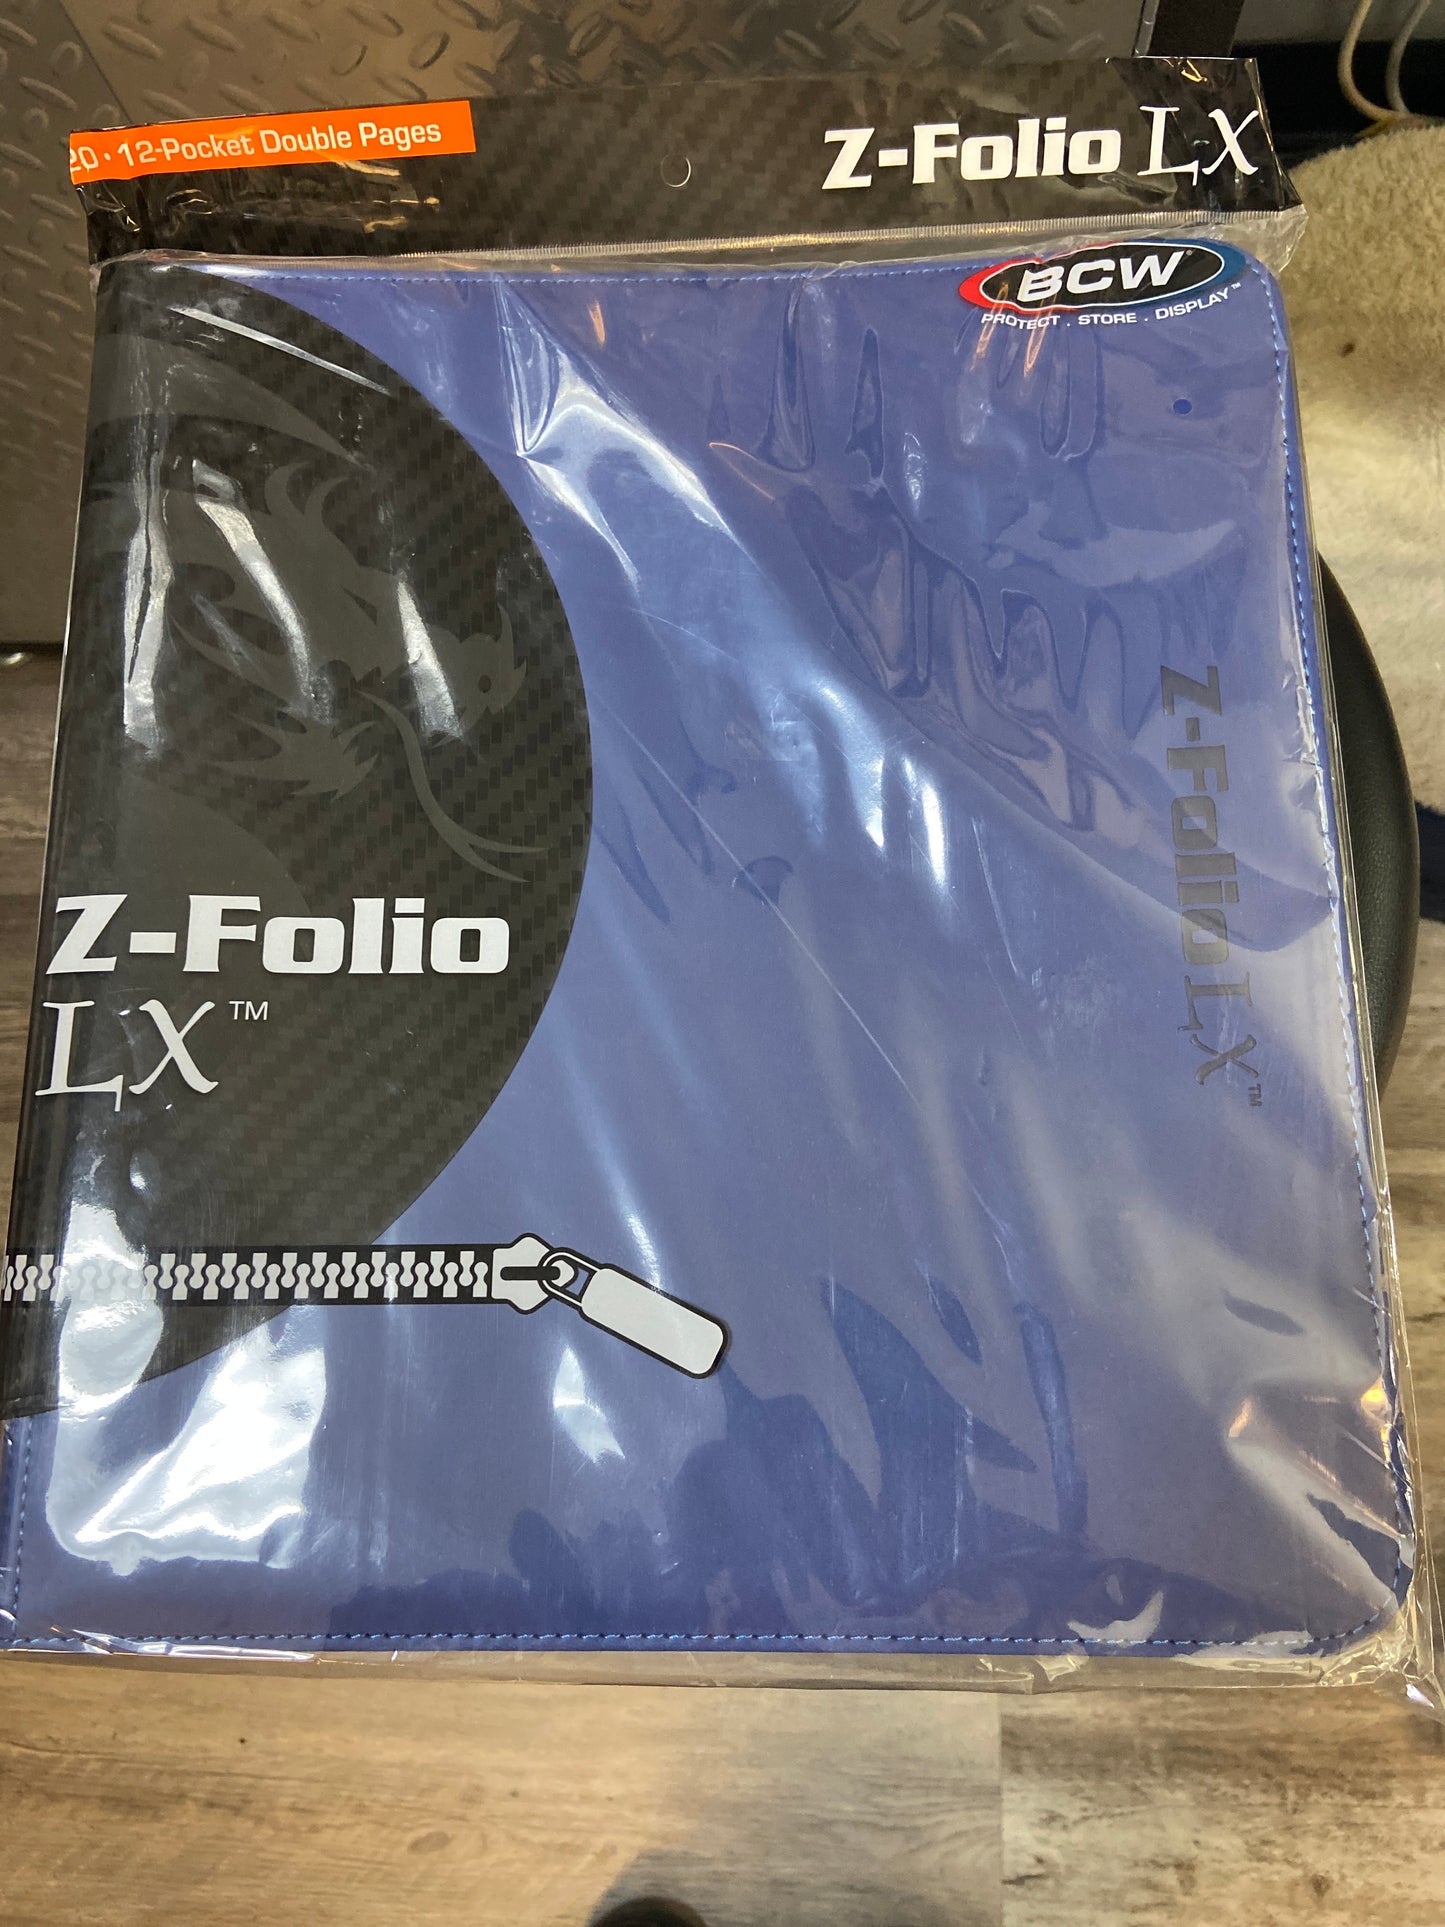 20 · 12-Pocket Double Pages
Z-Folio LX
BCW
PROTECT . STORE . DISPLAY™
Z-Folio
LX™
Z-Folio LX™